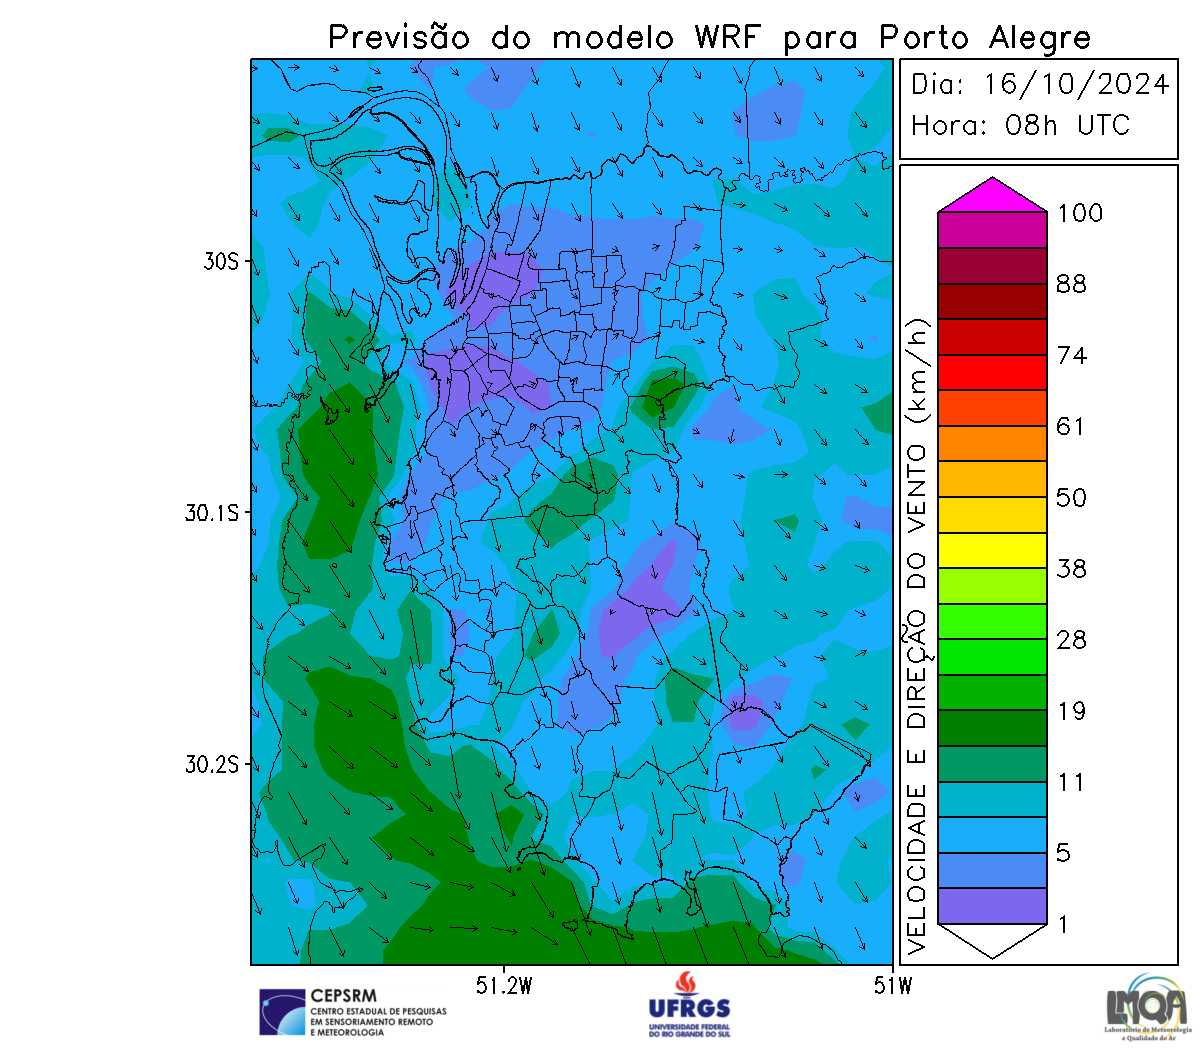 Previsão do modelo WRF para Porto Alegre
Dia: 16/10/2024
Hora: 08h UTC
30S
30.1S
30.2S
51.2W
51W
VELOCIDADE E DIREÇÃO DO VENTO (km/h)
100
88
74
61
50
38
28
19
11
5
1
CEPSRM
CENTRO ESTADUAL DE PESQUISAS
EM SENSORIAMENTO REMOTO
E METEOROLOGIA
UFRGS
UNIVERSIDADE FEDERAL
DO RIO GRANDE DO SUL
LMQA
Laboratório de Meteorologia
e Qualidade do Ar